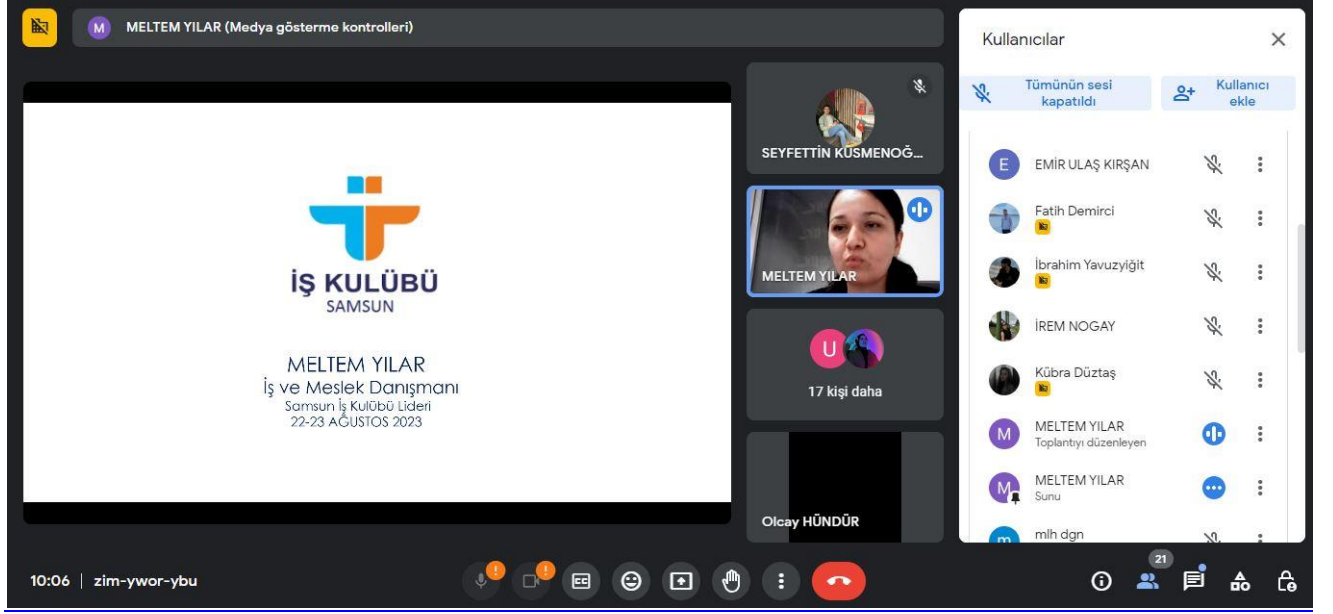 M MELTEM YILAR (Medya gösterme kontrolleri)
İŞ KULÜBÜ
SAMSUN
MELTEM YILAR
İş ve Meslek Danışmanı
Samsun İş Kulübü Lideri
22-23 AĞUSTOS 2023
SEYFETTİN KÜSMENOĞ...
MELTEM YILAR
U
17 kişi daha
Olcay HÜNDÜR
Kullanıcılar
Tümünün sesi
kapatıldı
Kullanıcı
ekle
E EMİR ULAŞ KIRŞAN
Fatih Demirci
İbrahim Yavuzyiğit
İREM NOGAY
Kübra Düztaş
M MELTEM YILAR
Toplantıyı düzenleyen
M MELTEM YILAR
Sunu
m mlh dgn
10:06 | zim-ywor-ybu
21